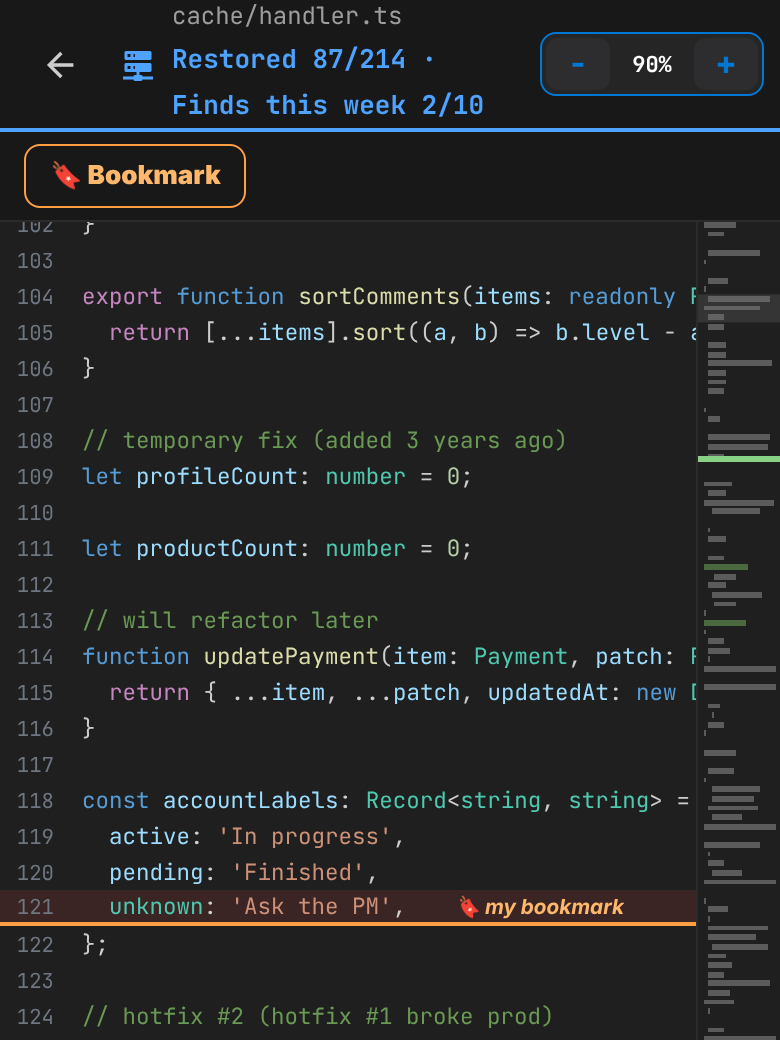 cache/handler.ts
Restored 87/214 ·
Finds this week 2/10
- 90% +
🔖 Bookmark
102 }
103
104 export function sortComments(items: readonly
105 return [...items].sort((a, b) => b.level -
106 }
107
108 // temporary fix (added 3 years ago)
109 let profileCount: number = 0;
110
111 let productCount: number = 0;
112
113 // will refactor later
114 function updatePayment(item: Payment, patch:
115 return { ...item, ...patch, updatedAt: new
116 }
117
118 const accountLabels: Record<string, string> =
119 active: 'In progress',
120 pending: 'Finished',
121 unknown: 'Ask the PM', 🔖 my bookmark
122 };
123
124 // hotfix #2 (hotfix #1 broke prod)